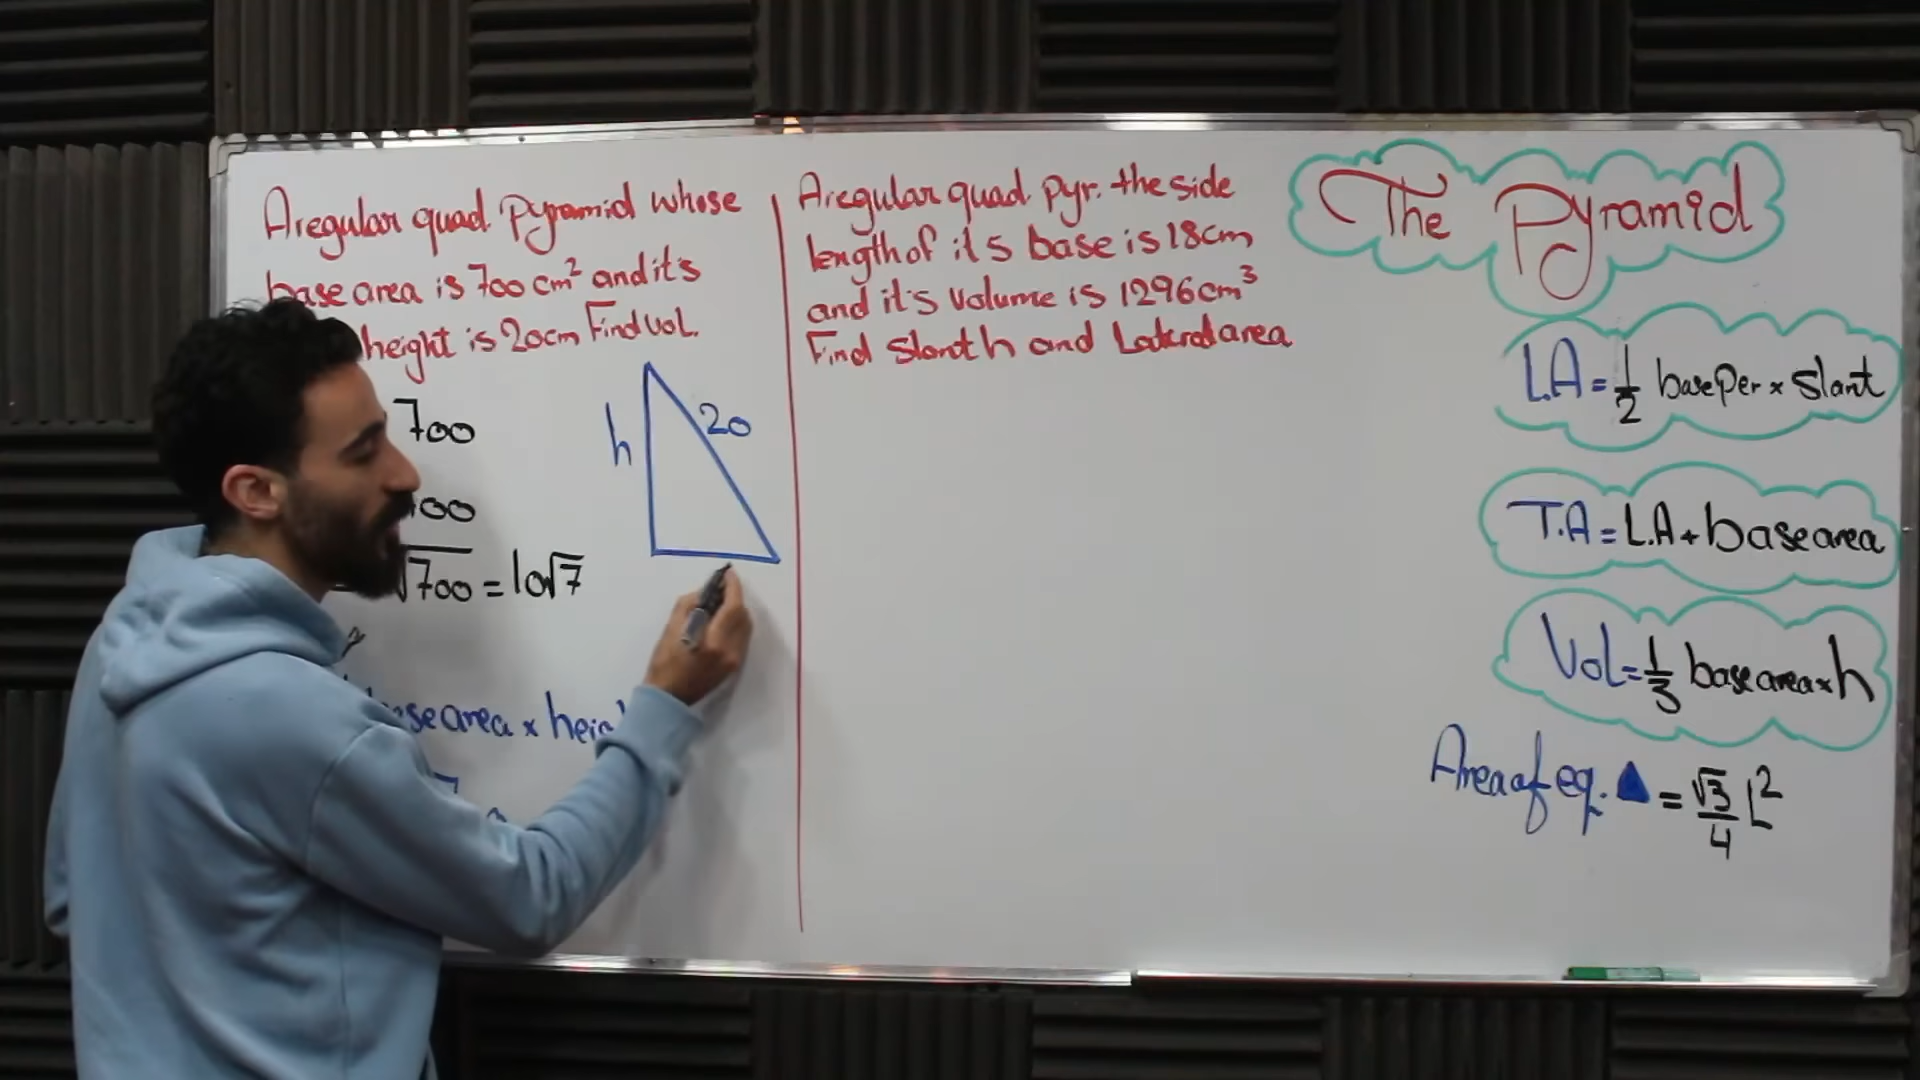 A regular quad. Pyramid whose
base area is 700 cm² and it's
height is 20cm Find vol.
700
00
√700 = 10√7
h
20
base area × heigh
A regular quad. Pyr. the side
length of it's base is 18cm
and it's volume is 1296cm³
Find slant h and Lateral area
The Pyramid
L.A = 1/2 base Per × slant
T.A = L.A + base area
Vol = 1/3 base area × h
Area of eq. ▲ = √3/4 L²